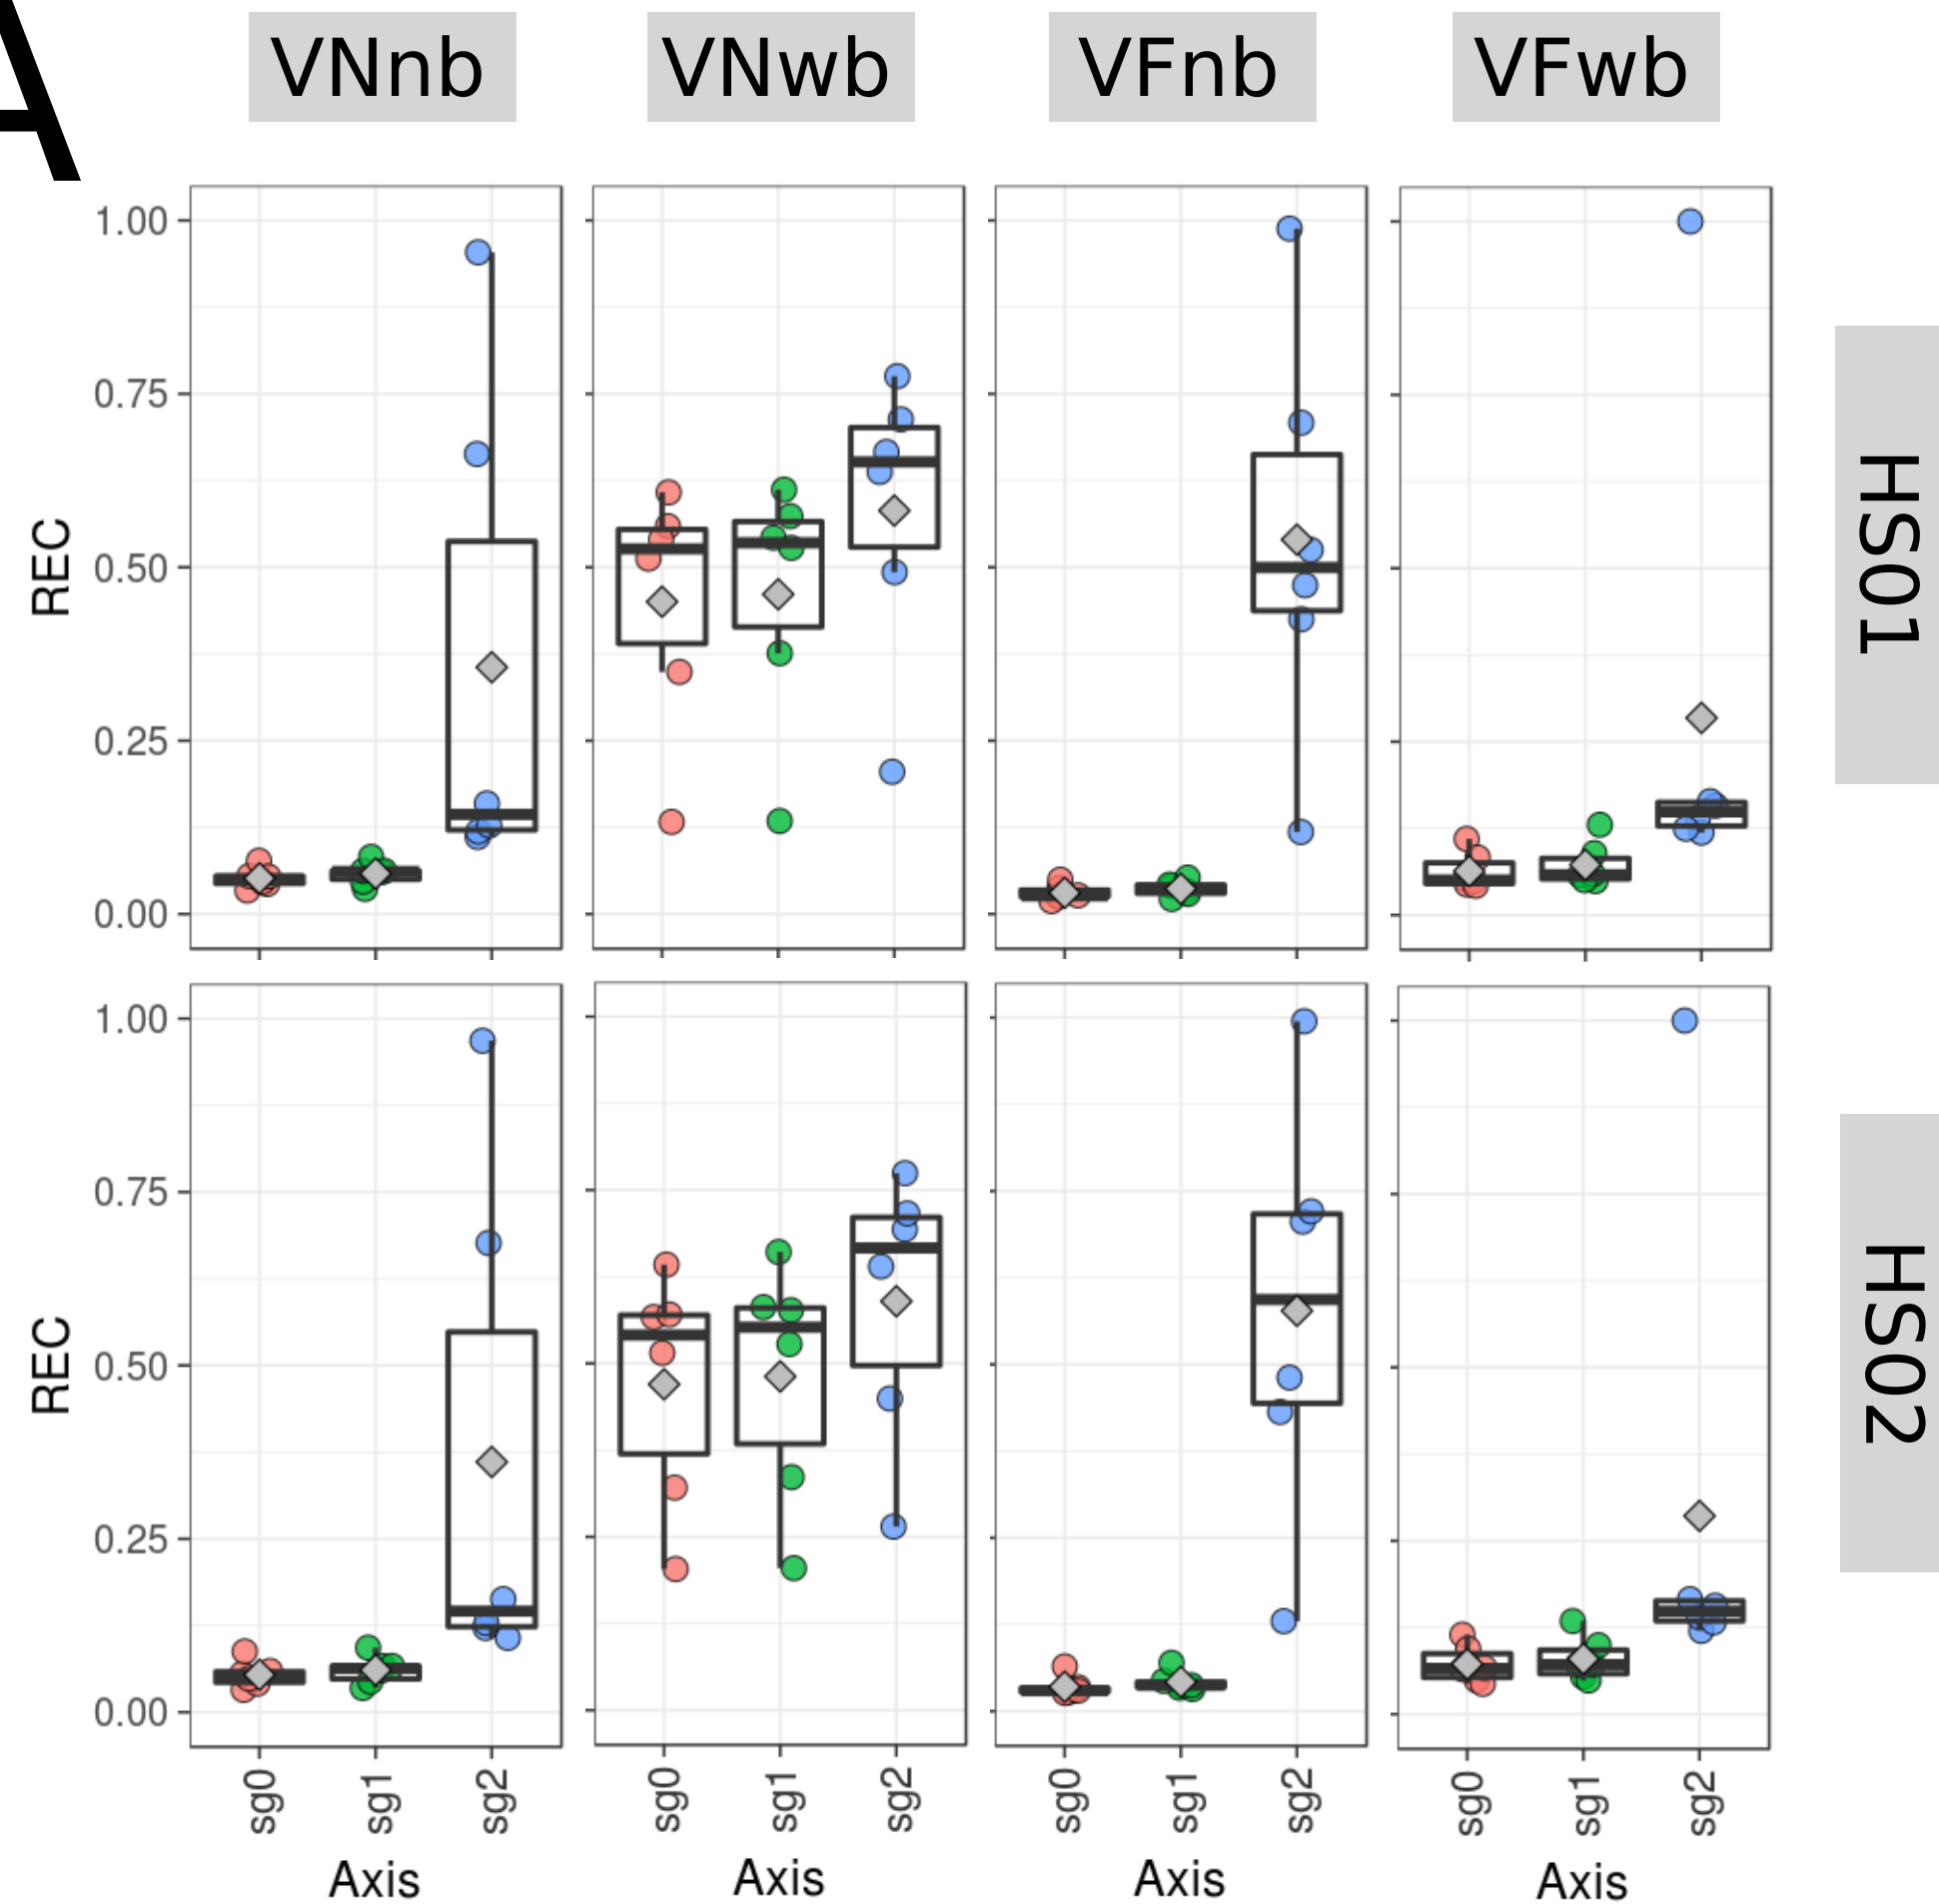 A
VNnb VNwb VFnb VFwb
1.00
0.75
REC 0.50
0.25
0.00
HS01
1.00
0.75
REC 0.50
0.25
0.00
HS02
sg0 sg1 sg2 sg0 sg1 sg2 sg0 sg1 sg2 sg0 sg1 sg2
Axis Axis Axis Axis